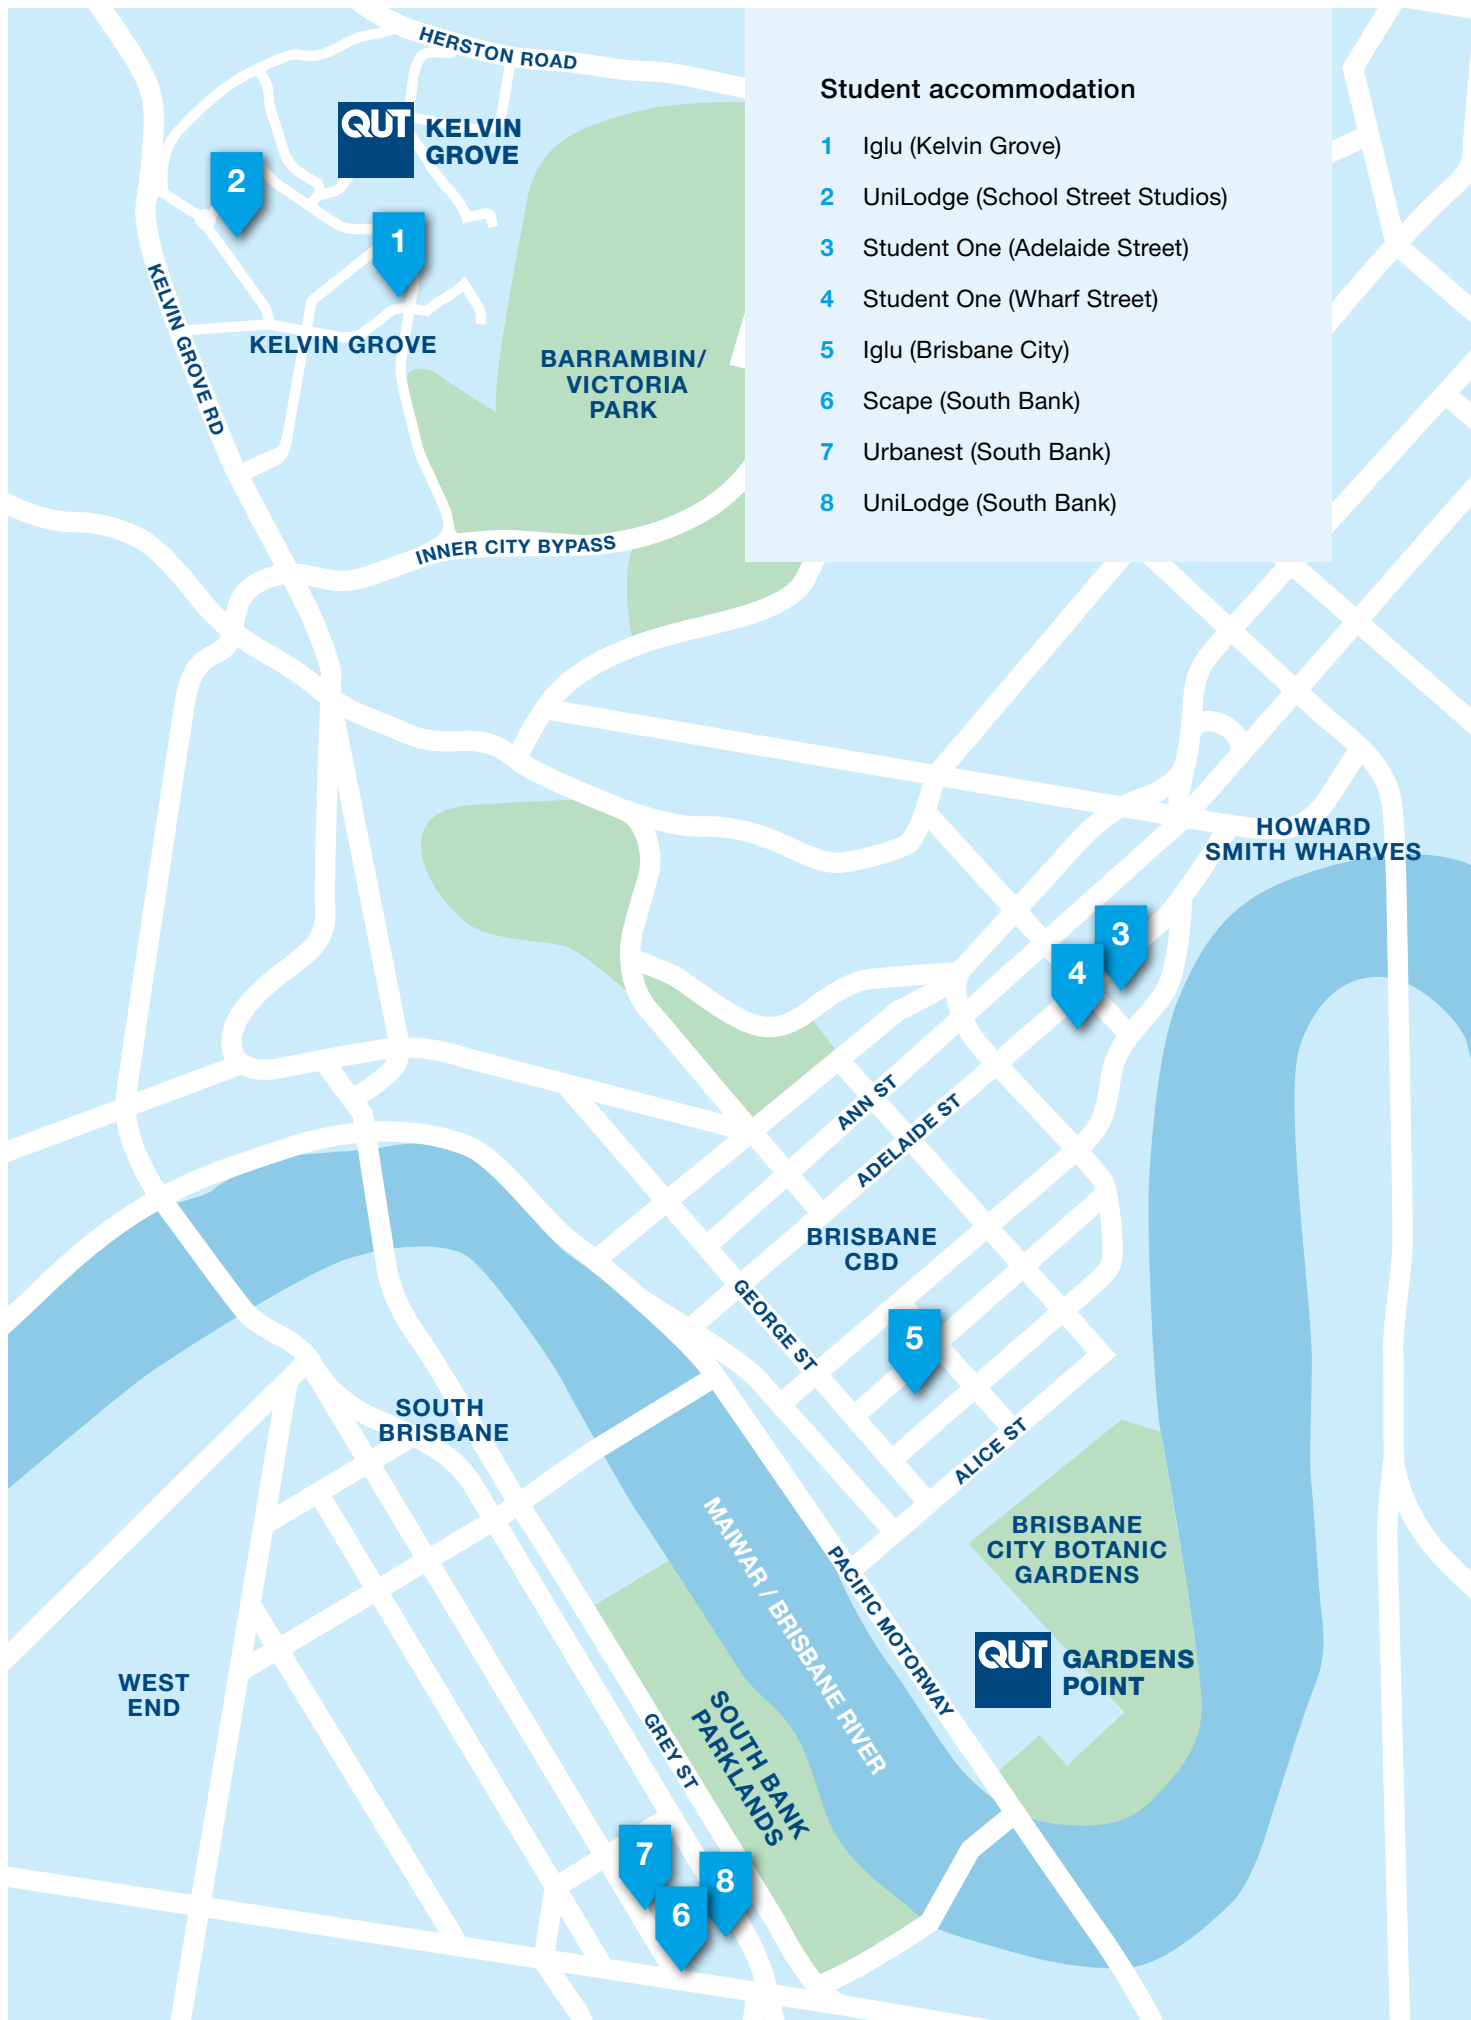 HERSTON ROAD
Student accommodation
1 Iglu (Kelvin Grove)
2 UniLodge (School Street Studios)
3 Student One (Adelaide Street)
4 Student One (Wharf Street)
5 Iglu (Brisbane City)
6 Scape (South Bank)
7 Urbanest (South Bank)
8 UniLodge (South Bank)
QUT
KELVIN
GROVE
2
1
KELVIN GROVE RD
KELVIN GROVE
BARRAMBIN/
VICTORIA
PARK
INNER CITY BYPASS
HOWARD
SMITH WHARVES
3
4
ANN ST
ADELAIDE ST
BRISBANE
CBD
GEORGE ST
5
SOUTH
BRISBANE
ALICE ST
MAIWAR / BRISBANE RIVER
PACIFIC MOTORWAY
BRISBANE
CITY BOTANIC
GARDENS
QUT
GARDENS
POINT
WEST
END
GREY ST
SOUTH BANK
PARKLANDS
7
8
6